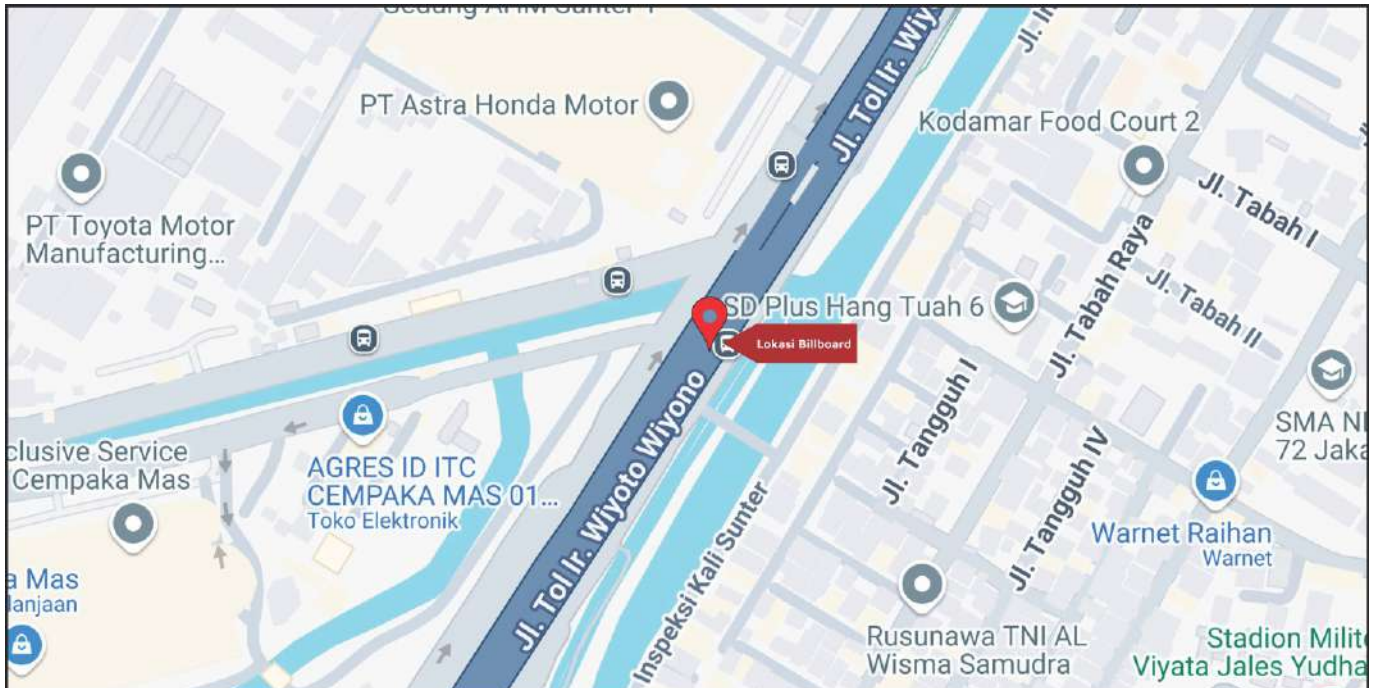 PT Astra Honda Motor
Jl. Tol Ir. Wiy
Kodamar Food Court 2
PT Toyota Motor
Manufacturing...
Jl. Tabah I
Jl. Tabah Raya
Jl. Tabah II
SD Plus Hang Tuah 6
Lokasi Billboard
Jl. Tangguh I
SMA
72 Jaka
Jl. Tangguh IV
clusive Service
Cempaka Mas
AGRES ID ITC
CEMPAKA MAS 01...
Toko Elektronik
Jl. Tol Ir. Wiyoto Wiyono
Warnet Raihan
Warnet
a Mas
lanjaan
Inspeksi Kali Sunter
Rusunawa TNI AL
Wisma Samudra
Stadion Milit
Viyata Jales Yudha